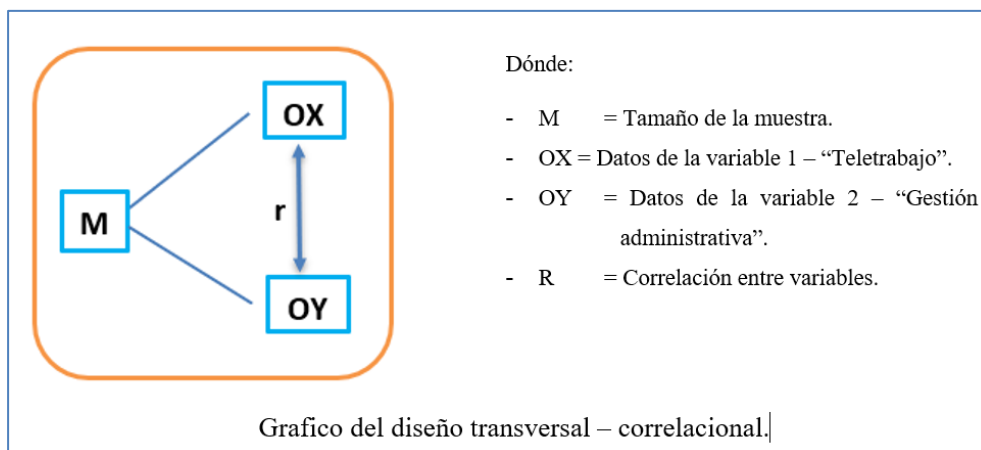 OX
M
r
OY
Dónde:
- M = Tamaño de la muestra.
- OX = Datos de la variable 1 – “Teletrabajo”.
- OY = Datos de la variable 2 – “Gestión
administrativa”.
- R = Correlación entre variables.
Grafico del diseño transversal – correlacional.